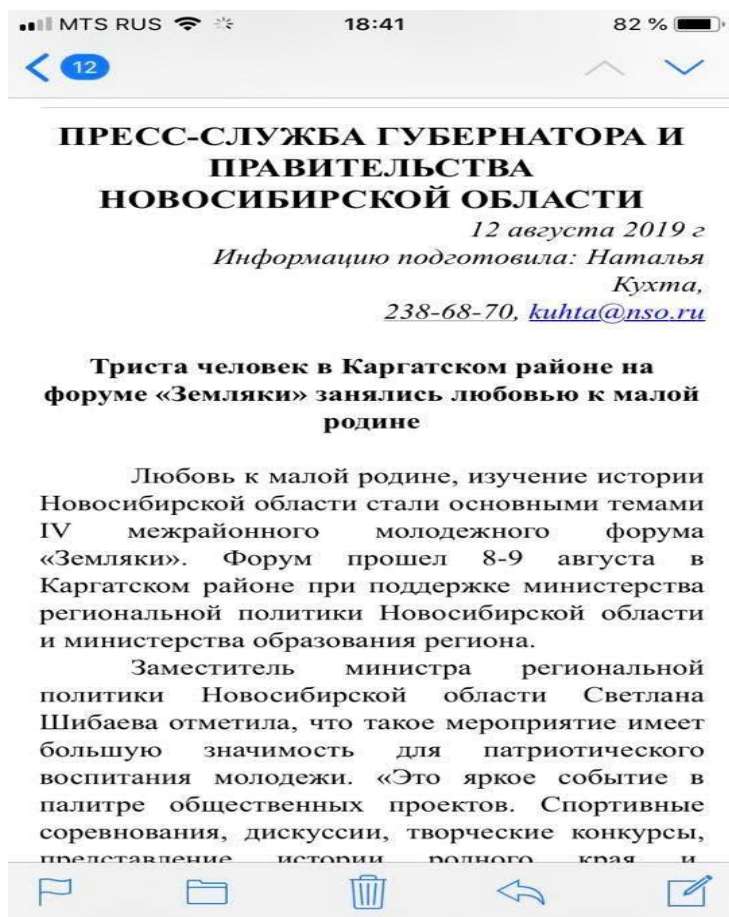 MTS RUS 18:41 82 %
12
ПРЕСС-СЛУЖБА ГУБЕРНАТОРА И
ПРАВИТЕЛЬСТВА
НОВОСИБИРСКОЙ ОБЛАСТИ
12 августа 2019 г
Информацию подготовила: Наталья
Кухта,
238-68-70, kuhta@nso.ru
Триста человек в Каргатском районе на
форуме «Земляки» занялись любовью к малой
родине
Любовь к малой родине, изучение истории
Новосибирской области стали основными темами
IV межрайонного молодежного форума
«Земляки». Форум прошел 8-9 августа в
Каргатском районе при поддержке министерства
региональной политики Новосибирской области
и министерства образования региона.
Заместитель министра региональной
политики Новосибирской области Светлана
Шибаева отметила, что такое мероприятие имеет
большую значимость для патриотического
воспитания молодежи. «Это яркое событие в
палитре общественных проектов. Спортивные
соревнования, дискуссии, творческие конкурсы,
представление истории родного края и